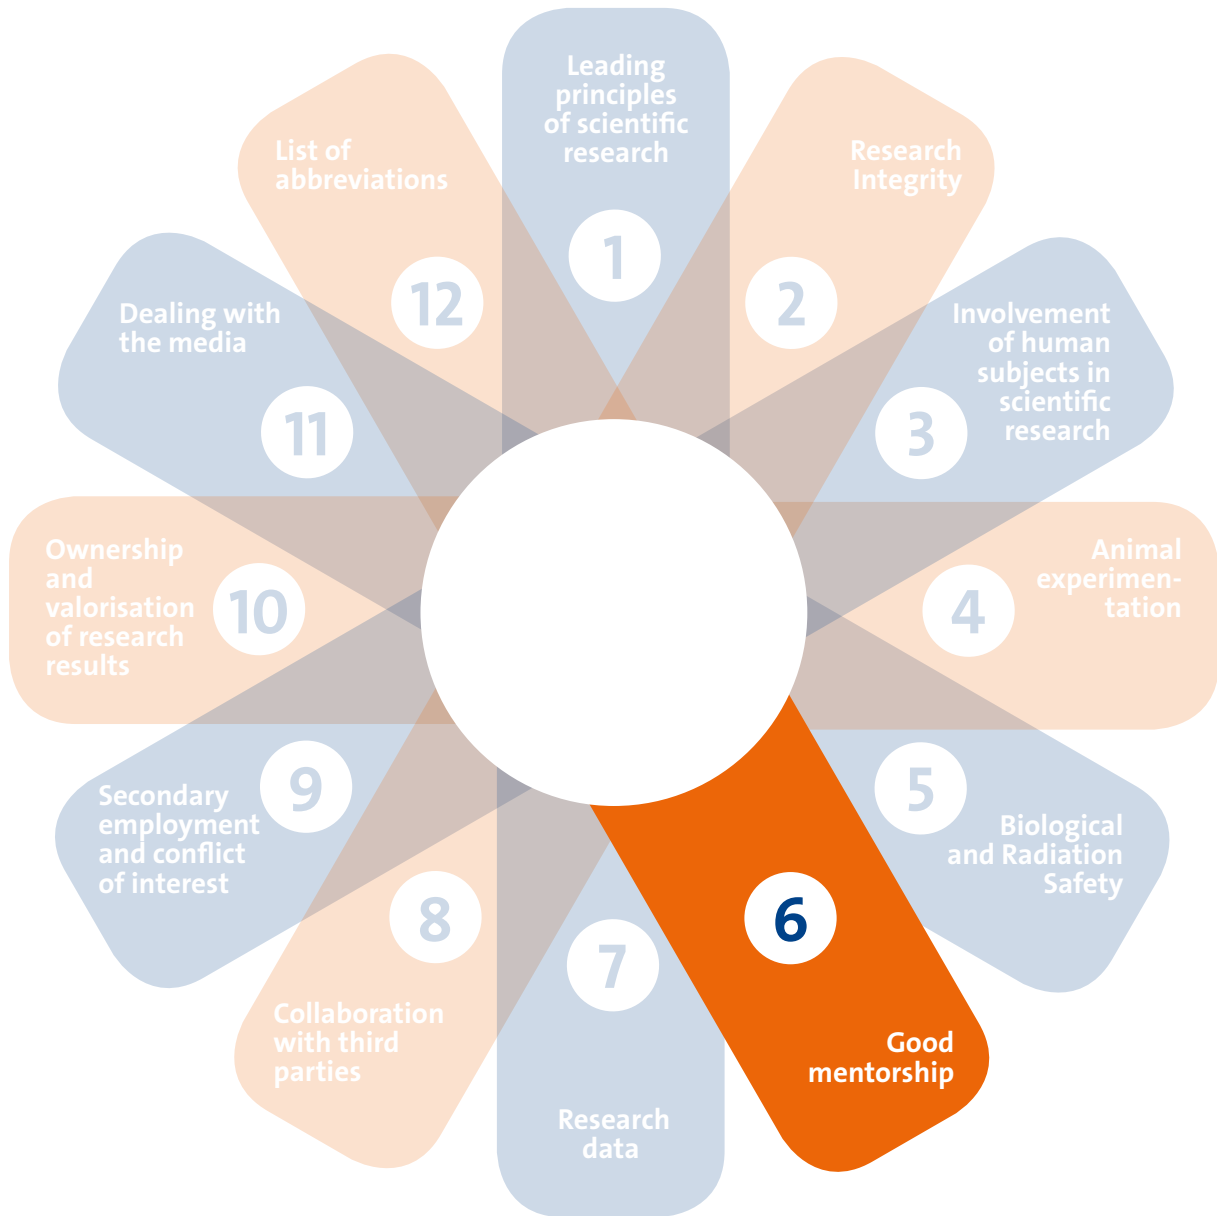 Leading
principles
of scientific
research
1
Research
Integrity
2
Involvement
of human
subjects in
scientific
research
3
Animal
experimen-
tation
4
5
Biological
and Radiation
Safety
6
Good
mentorship
7
Research
data
8
Collaboration
with third
parties
9
Secondary
employment
and conflict
of interest
10
Ownership
and
valorisation
of research
results
11
Dealing with
the media
12
List of
abbreviations